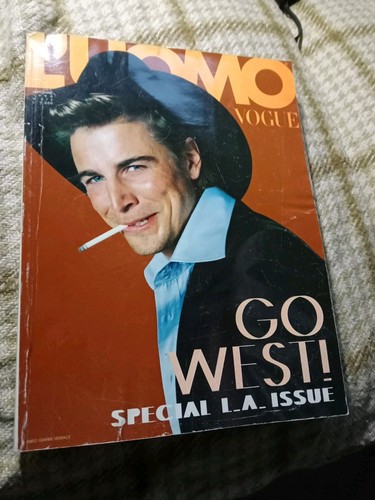 L'UOMO
VOGUE
GO
WEST!
SPECIAL L.A. ISSUE